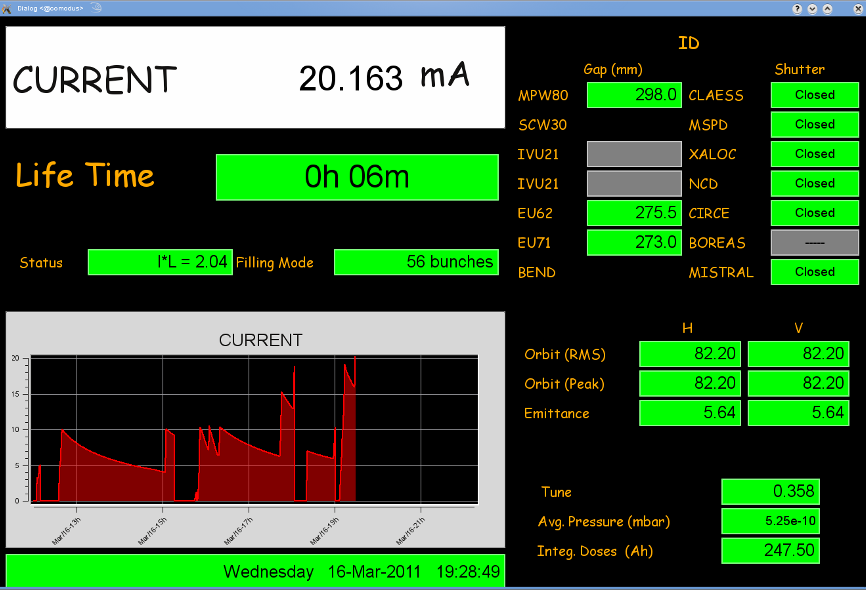 Dialog <@comodus>
CURRENT 20.163 mA
Life Time 0h 06m
Status I*L = 2.04 Filling Mode 56 bunches
ID
Gap (mm) Shutter
MPW80 298.0 CLAESS Closed
SCW30 MSPD Closed
IVU21 XALOC Closed
IVU21 NCD Closed
EU62 275.5 CIRCE Closed
EU71 273.0 BOREAS -----
BEND MISTRAL Closed
CURRENT
20
15
10
5
0
Mar/16-13h Mar/16-15h Mar/16-17h Mar/16-19h Mar/16-21h
H V
Orbit (RMS) 82.20 82.20
Orbit (Peak) 82.20 82.20
Emittance 5.64 5.64
Tune 0.358
Avg. Pressure (mbar) 5.25e-10
Integ. Doses (Ah) 247.50
Wednesday 16-Mar-2011 19:28:49